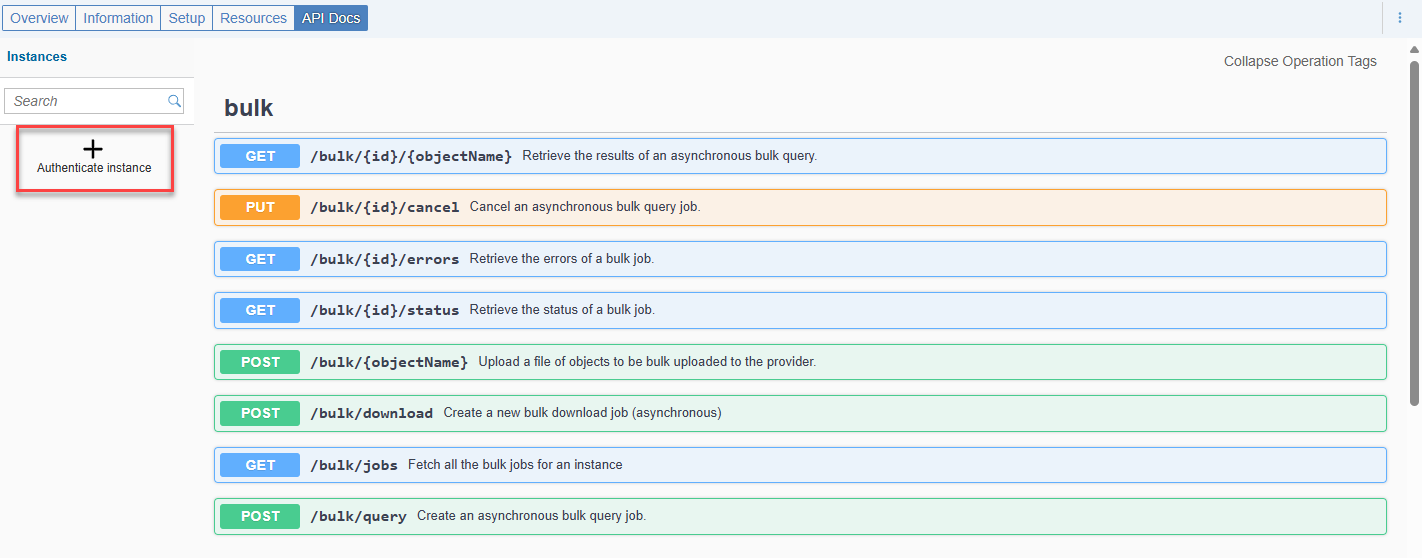 Overview Information Setup Resources API Docs
Instances
Collapse Operation Tags
Search
Authenticate instance
bulk
GET /bulk/{id}/{objectName} Retrieve the results of an asynchronous bulk query.
PUT /bulk/{id}/cancel Cancel an asynchronous bulk query job.
GET /bulk/{id}/errors Retrieve the errors of a bulk job.
GET /bulk/{id}/status Retrieve the status of a bulk job.
POST /bulk/{objectName} Upload a file of objects to be bulk uploaded to the provider.
POST /bulk/download Create a new bulk download job (asynchronous)
GET /bulk/jobs Fetch all the bulk jobs for an instance
POST /bulk/query Create an asynchronous bulk query job.